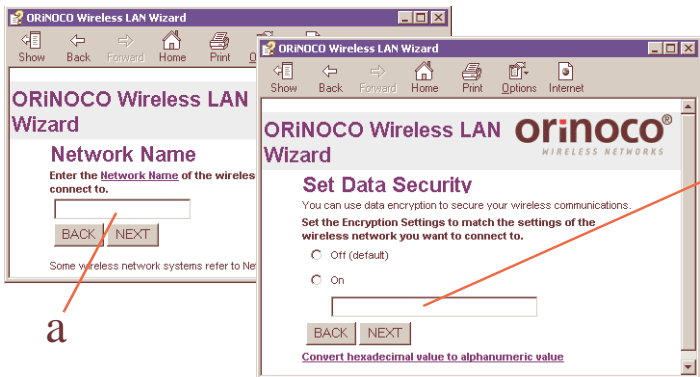 ORiNOCO Wireless LAN Wizard
Show Back Forward Home Print
ORiNOCO Wireless LAN
Wizard
Network Name
Enter the Network Name of the wireles
connect to.
BACK NEXT
Some wireless network systems refer to Ne
a
ORiNOCO Wireless LAN Wizard
Show Back Forward Home Print Options Internet
ORiNOCO Wireless LAN
Wizard
orinoco®
WIRELESS NETWORKS
Set Data Security
You can use data encryption to secure your wireless communications.
Set the Encryption Settings to match the settings of the
wireless network you want to connect to.
Off (default)
On
BACK NEXT
Convert hexadecimal value to alphanumeric value